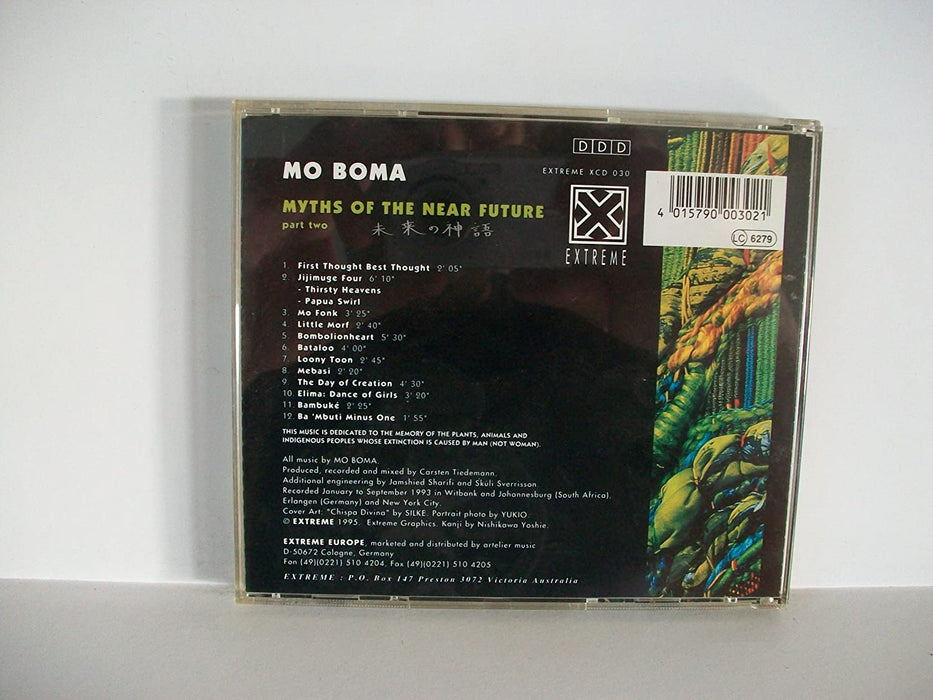 DDD
MO BOMA
EXTREME XCD 030
MYTHS OF THE NEAR FUTURE
part two 未来の神語
X
EXTREME
4 015790 003021
LC 6279
1. First Thought Best Thought 2' 05"
2. Jijimuge Four 6' 10"
- Thirsty Heavens
- Papua Swirl
3. Mo Fonk 3' 25"
4. Little Morf 2' 40"
5. Bombolionheart 5' 30"
6. Bataloo 4' 00"
7. Loony Toon 2' 45"
8. Mebasi 2' 20"
9. The Day of Creation 4' 30"
10. Elima: Dance of Girls 3' 20"
11. Bambuké 2' 25"
12. Ba 'Mbuti Minus One 1' 55"
THIS MUSIC IS DEDICATED TO THE MEMORY OF THE PLANTS, ANIMALS AND
INDIGENOUS PEOPLES WHOSE EXTINCTION IS CAUSED BY MAN (NOT WOMAN).
All music by MO BOMA.
Produced, recorded and mixed by Carsten Tiedemann.
Additional engineering by Jamshied Sharifi and Skúli Sverrisson.
Recorded January to September 1993 in Witbank and Johannesburg (South Africa).
Erlangen (Germany) and New York City.
Cover Art: "Chispa Divina" by SILKE. Portrait photo by YUKIO.
© EXTREME 1995. Extreme Graphics. Kanji by Nishikawa Yoshie.
EXTREME EUROPE, marketed and distributed by artelier music
D-50672 Cologne, Germany
Fon (49)(0221) 510 4204, Fax (49)(0221) 510 4205
EXTREME : P.O. Box 147 Preston 3072 Victoria Australia